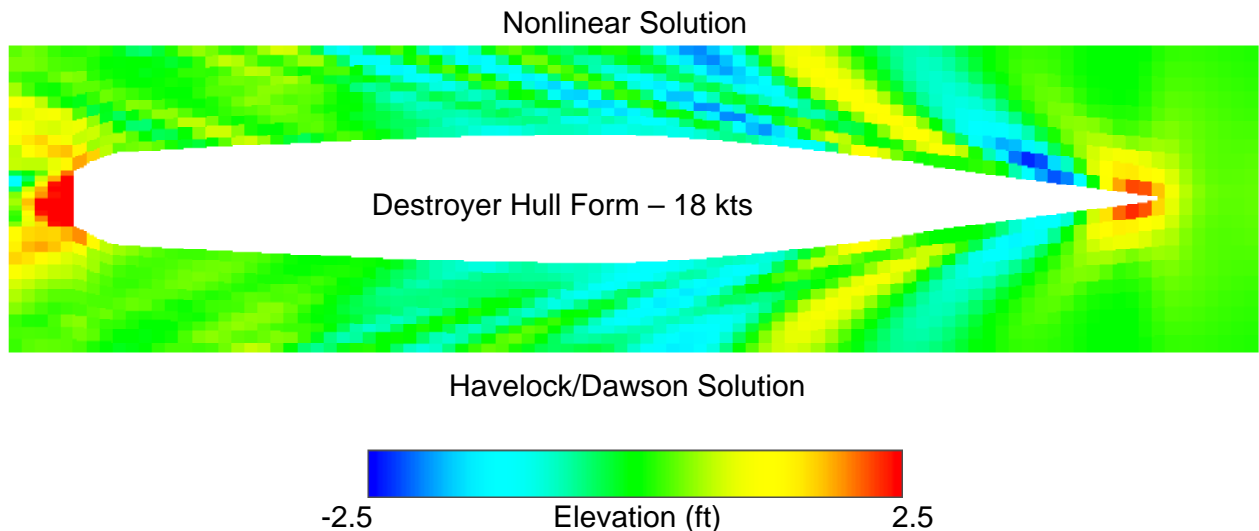 Nonlinear Solution
Destroyer Hull Form – 18 kts
Havelock/Dawson Solution
-2.5 Elevation (ft) 2.5